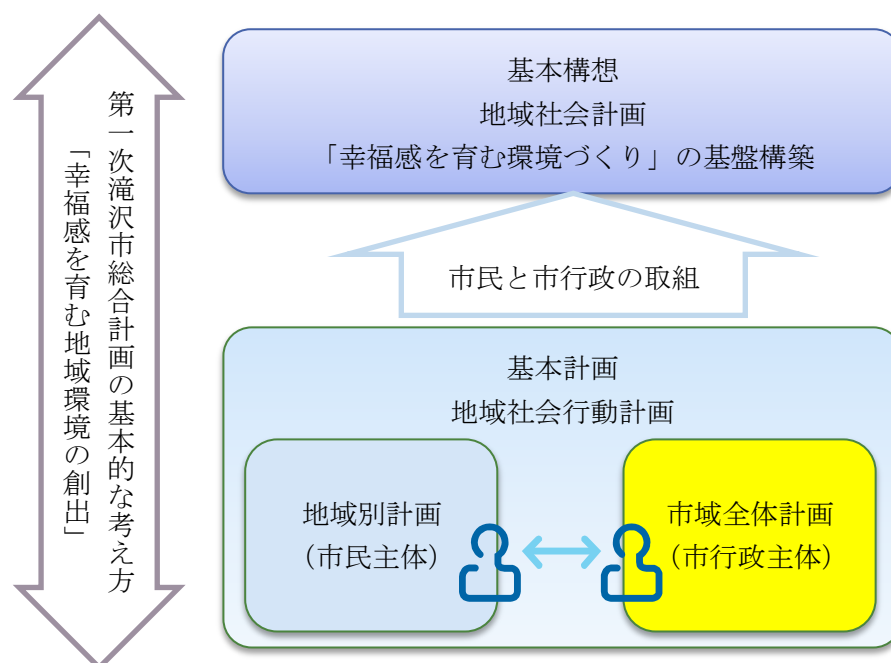 第一次滝沢市総合計画の基本的な考え方
「幸福感を育む地域環境の創出」
基本構想
地域社会計画
「幸福感を育む環境づくり」の基盤構築
市民と市行政の取組
基本計画
地域社会行動計画
地域別計画
（市民主体）
市域全体計画
（市行政主体）